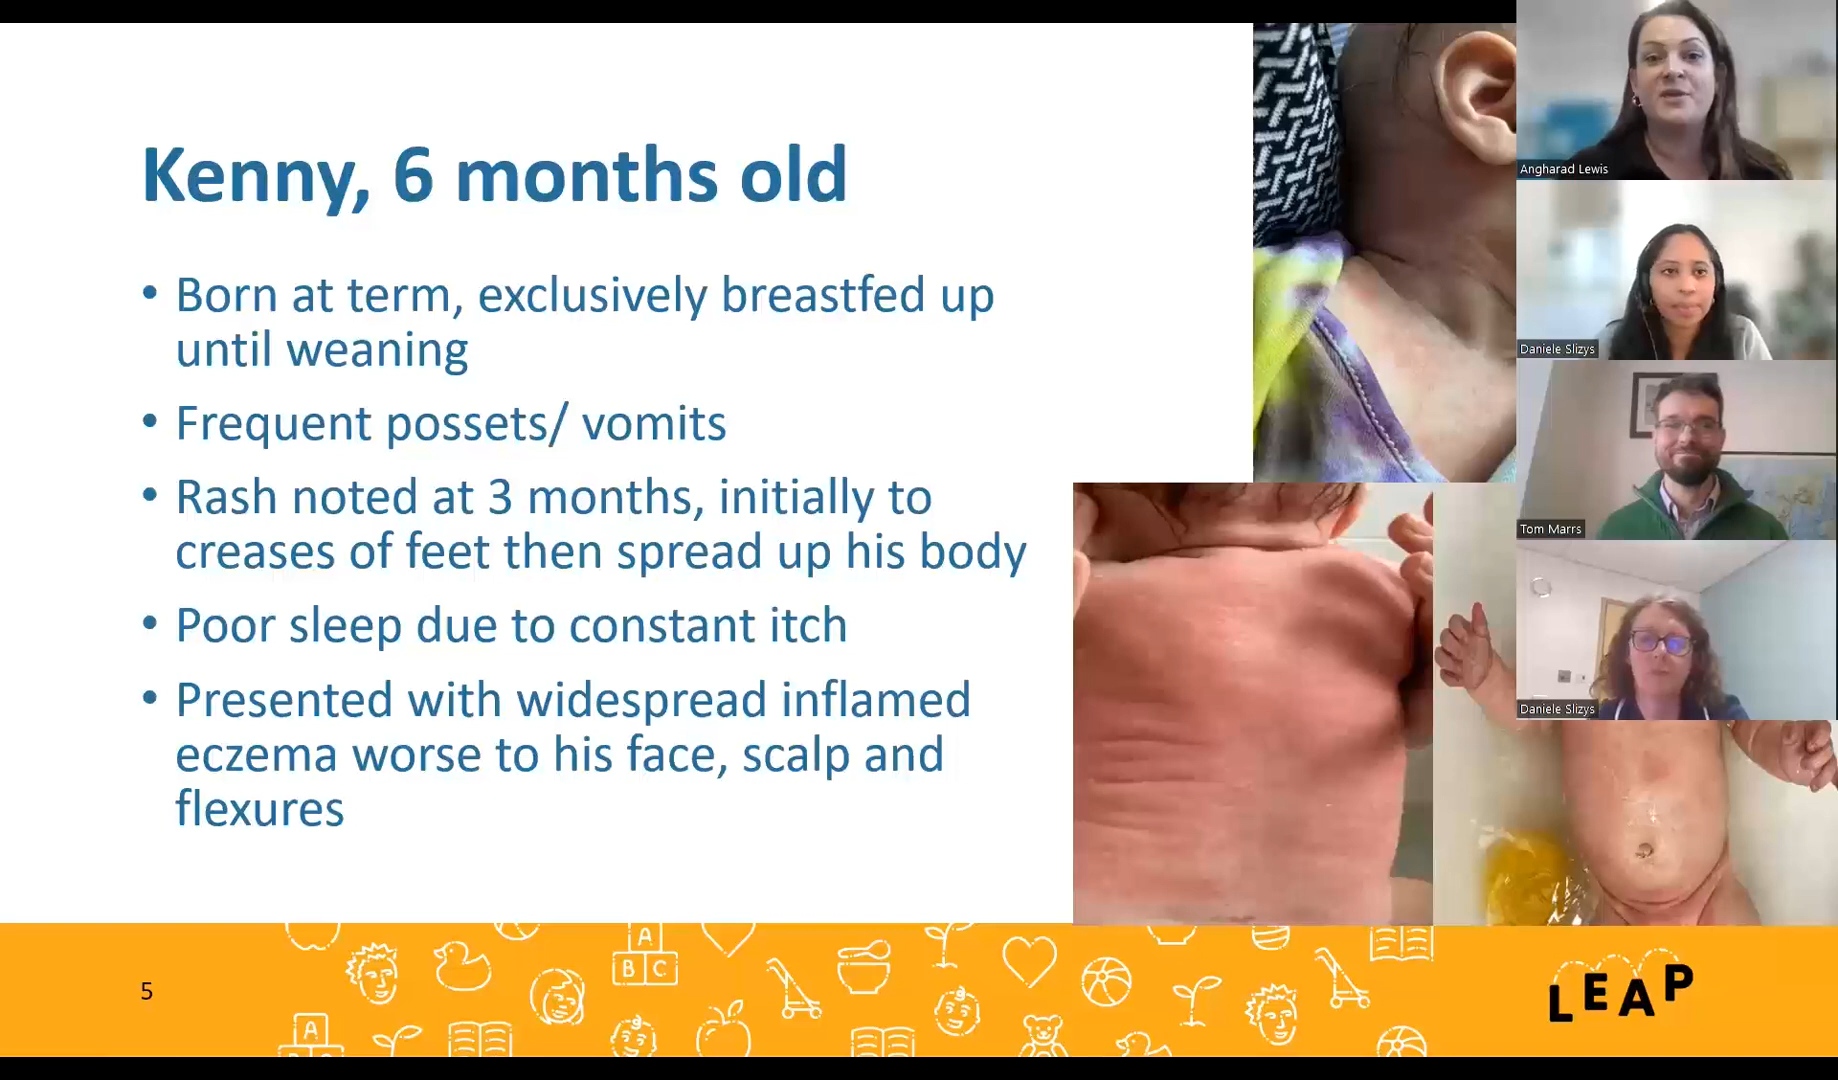 Kenny, 6 months old
• Born at term, exclusively breastfed up
until weaning
• Frequent possets/ vomits
• Rash noted at 3 months, initially to
creases of feet then spread up his body
• Poor sleep due to constant itch
• Presented with widespread inflamed
eczema worse to his face, scalp and
flexures
Angharad Lewis
Daniele Slizys
Tom Marrs
Daniele Slizys
5
A
B C
A
LEAP